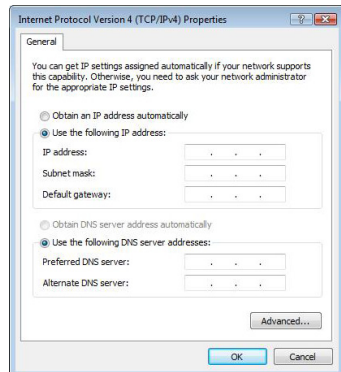 Internet Protocol Version 4 (TCP/IPv4) Properties
General
You can get IP settings assigned automatically if your network supports
this capability. Otherwise, you need to ask your network administrator
for the appropriate IP settings.
Obtain an IP address automatically
Use the following IP address:
IP address:
Subnet mask:
Default gateway:
Obtain DNS server address automatically
Use the following DNS server addresses:
Preferred DNS server:
Alternate DNS server:
Advanced...
OK
Cancel